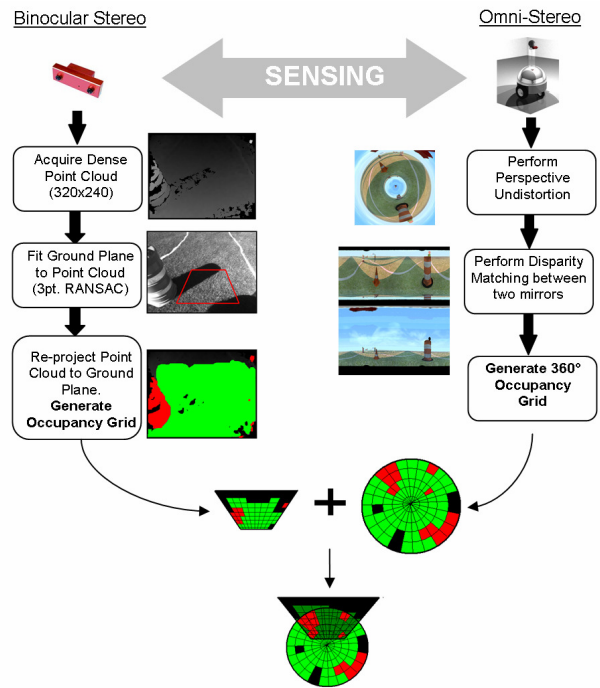 Binocular Stereo
Omni-Stereo
SENSING
Acquire Dense
Point Cloud
(320x240)
Fit Ground Plane
to Point Cloud
(3pt. RANSAC)
Re-project Point
Cloud to Ground
Plane.
Generate
Occupancy Grid
Perform
Perspective
Undistortion
Perform Disparity
Matching between
two mirrors
Generate 360°
Occupancy
Grid
+